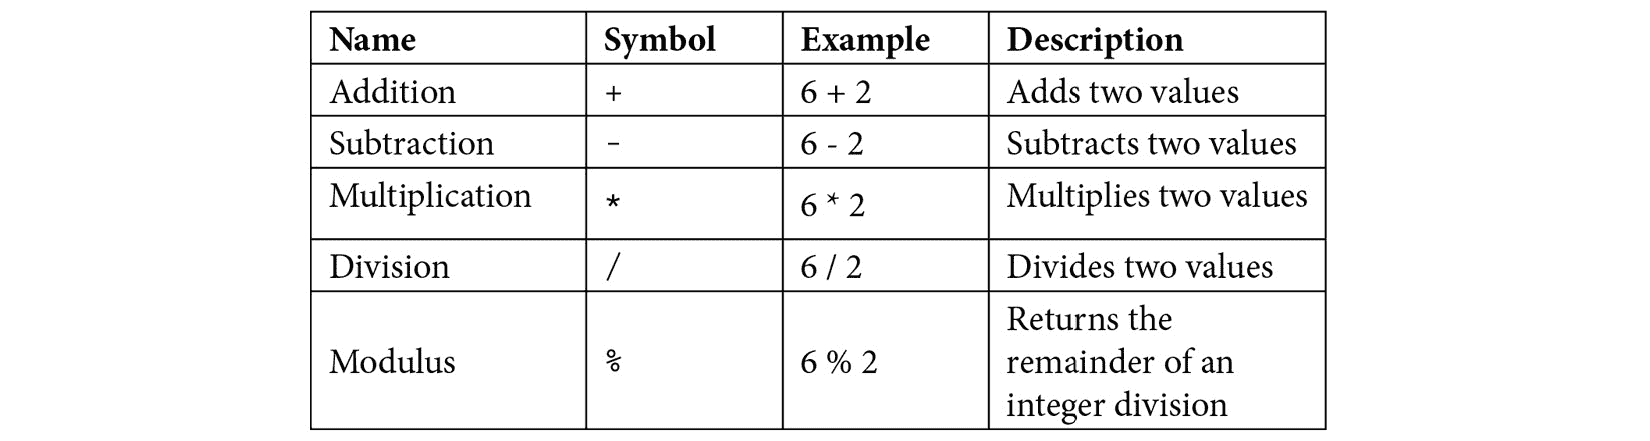 Name Symbol Example Description
Addition + 6 + 2 Adds two values
Subtraction - 6 - 2 Subtracts two values
Multiplication * 6 * 2 Multiplies two values
Division / 6 / 2 Divides two values
Modulus % 6 % 2 Returns the
remainder of an
integer division